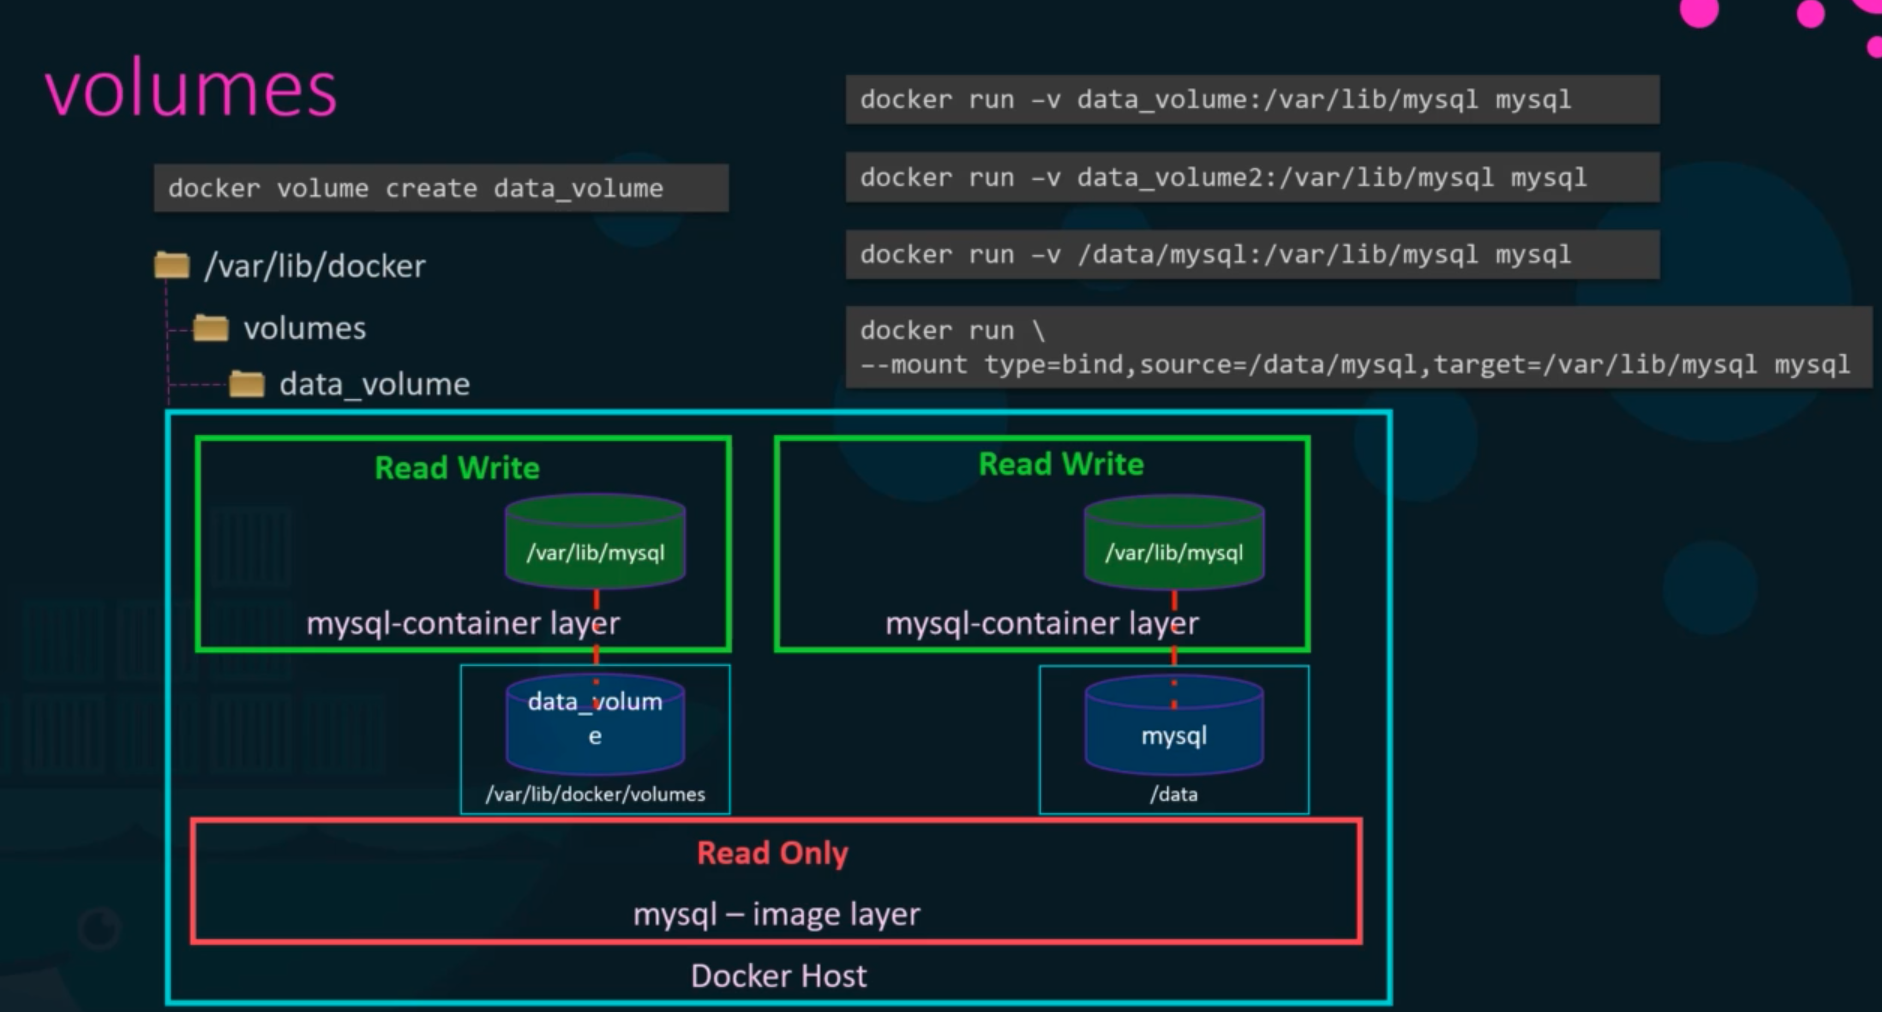 volumes
docker volume create data_volume
/var/lib/docker
volumes
data_volume
docker run –v data_volume:/var/lib/mysql mysql
docker run –v data_volume2:/var/lib/mysql mysql
docker run –v /data/mysql:/var/lib/mysql mysql
docker run \
--mount type=bind,source=/data/mysql,target=/var/lib/mysql mysql
Read Write
/var/lib/mysql
mysql-container layer
data_volum
e
/var/lib/docker/volumes
Read Write
/var/lib/mysql
mysql-container layer
mysql
/data
Read Only
mysql – image layer
Docker Host